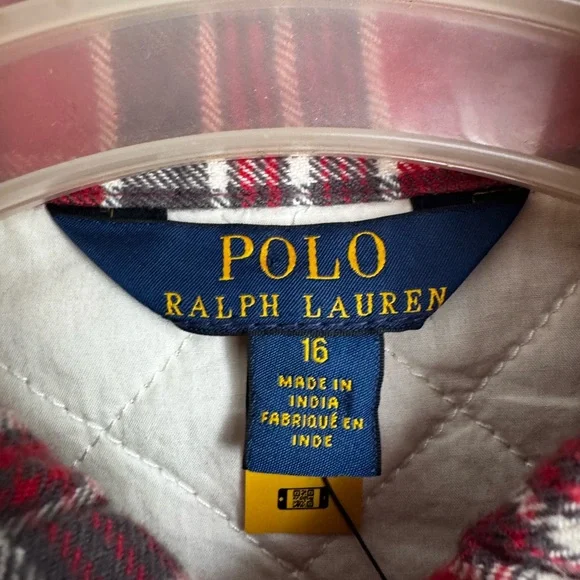 POLO
RALPH LAUREN
16
MADE IN
INDIA
FABRIQUÉ EN
INDE